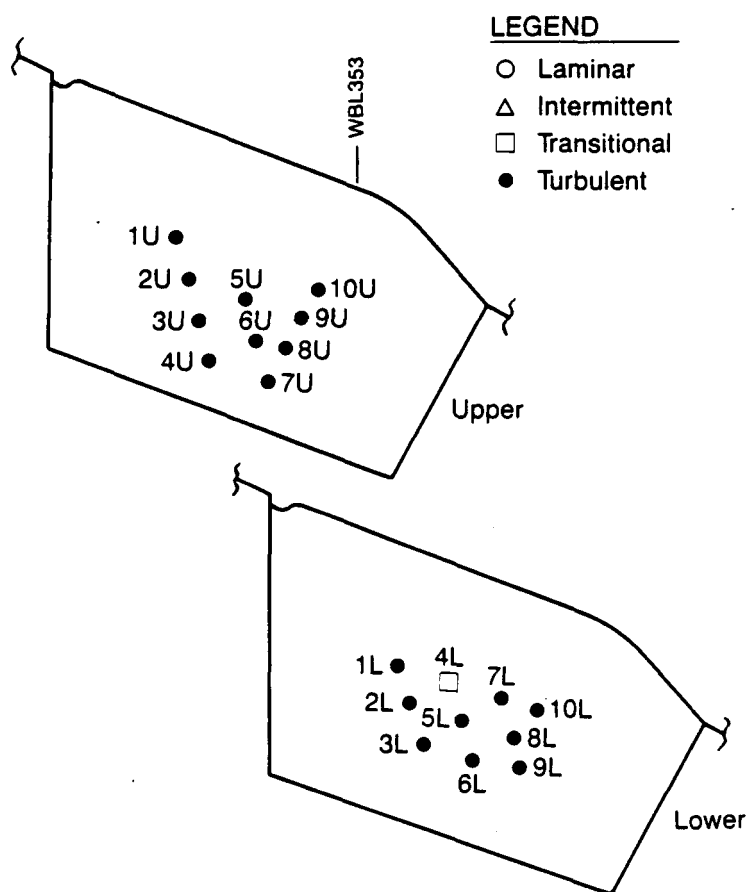 LEGEND
Laminar
Intermittent
Transitional
Turbulent
WBL353
1U
2U
5U
10U
3U
6U
9U
4U
8U
7U
Upper
1L
4L
7L
2L
5L
10L
3L
8L
6L
9L
Lower